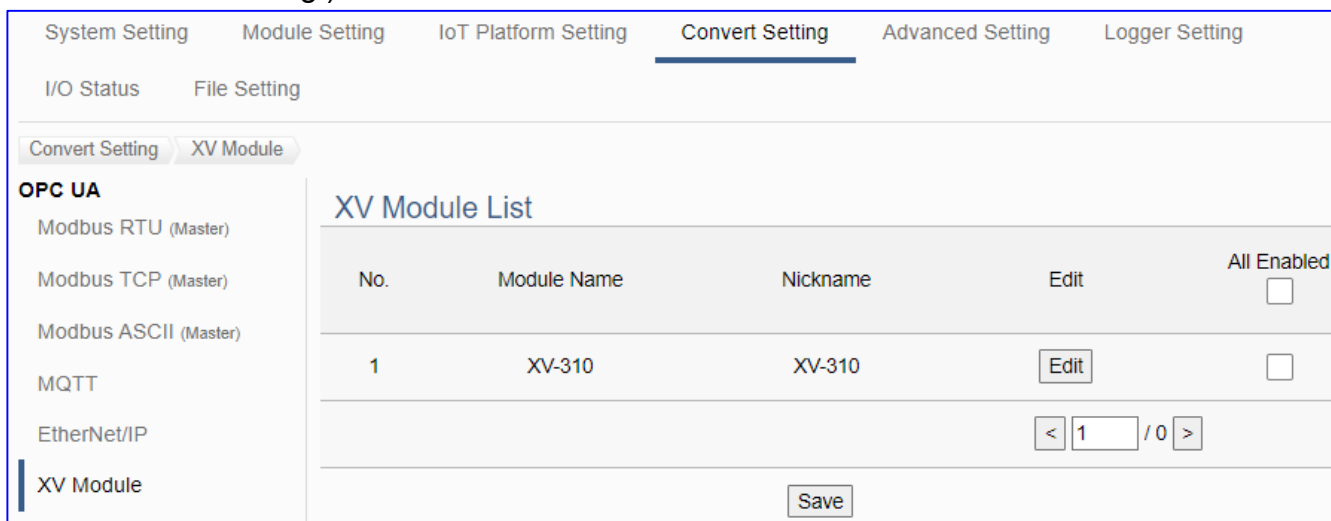 System Setting Module Setting IoT Platform Setting Convert Setting Advanced Setting Logger Setting
I/O Status File Setting
Convert Setting XV Module
OPC UA
Modbus RTU (Master)
Modbus TCP (Master)
Modbus ASCII (Master)
MQTT
EtherNet/IP
XV Module
XV Module List
No. Module Name Nickname Edit All Enabled
1 XV-310 XV-310 Edit
< 1 / 0 >
Save